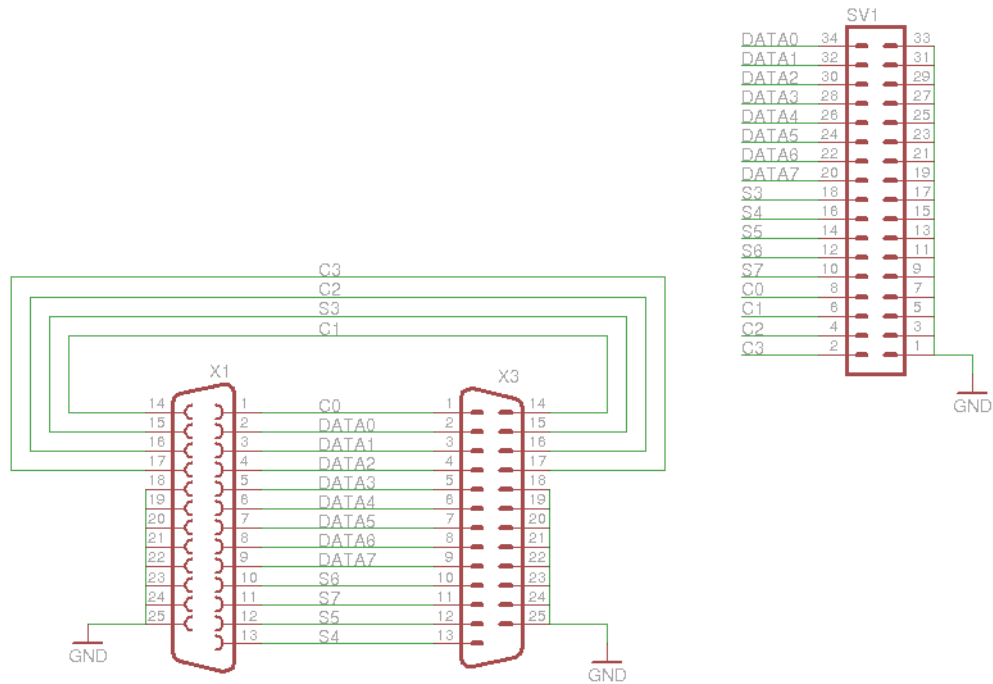 SV1
DATA0 34 33
DATA1 32 31
DATA2 30 29
DATA3 28 27
DATA4 26 25
DATA5 24 23
DATA6 22 21
DATA7 20 19
S3 18 17
S4 16 15
S5 14 13
S6 12 11
S7 10 9
C0 8 7
C1 6 5
C2 4 3
C3 2 1
GND
C3
C2
S3
C1
X1 X3
14 1 C0 1 14
15 2 DATA0 2 15
16 3 DATA1 3 16
17 4 DATA2 4 17
18 5 DATA3 5 18
19 6 DATA4 6 19
20 7 DATA5 7 20
21 8 DATA6 8 21
22 9 DATA7 9 22
23 10 S6 10 23
24 11 S7 11 24
25 12 S5 12 25
13 S4 13
GND GND